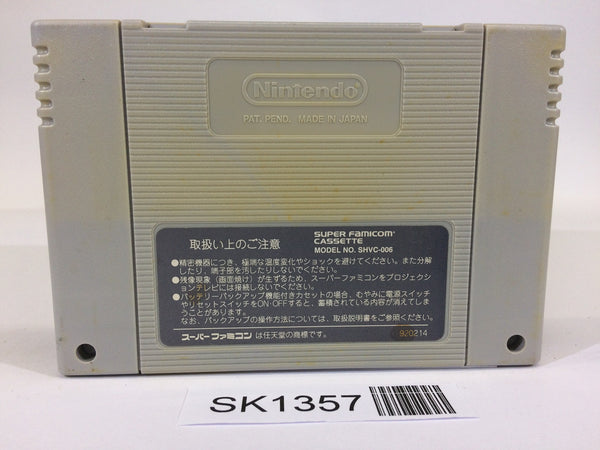 Nintendo
PAT. PEND. MADE IN JAPAN
取扱い上のご注意
SUPER FAMICOM
CASSETTE
MODEL NO. SHVC-006
●精密機器につき、極端な温度変化やショックを避けてください。また分解
したり、端子部を汚したりしないでください。
●残像現象（画面焼け）が生ずるため、スーパーファミコンをプロジェクシ
ョンテレビには接続しないでください。
●バッテリーバックアップ機能付きカセットの場合、むやみに電源スイッチ
やリセットスイッチをON・OFFすると、蓄積されている内容が消えてしま
うことがあります。
なお、バックアップの操作方法については、取扱説明書をご参照ください。
スーパーファミコン は任天堂の商標です。
920214
SK1357